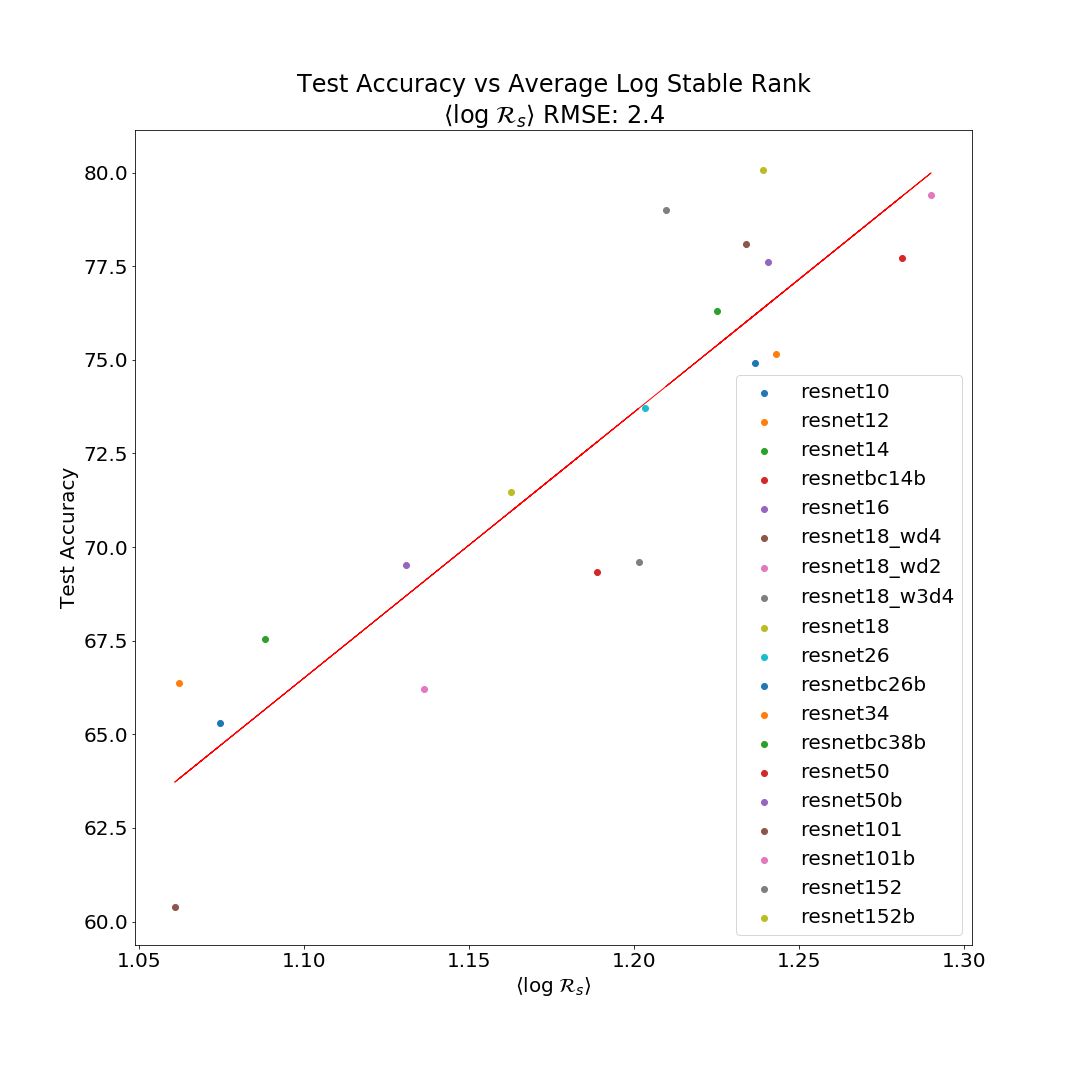 Test Accuracy vs Average Log Stable Rank
⟨log ℛₛ⟩ RMSE: 2.4
80.0
77.5
75.0
72.5
70.0
67.5
65.0
62.5
60.0
Test Accuracy
resnet10
resnet12
resnet14
resnetbc14b
resnet16
resnet18_wd4
resnet18_wd2
resnet18_w3d4
resnet18
resnet26
resnetbc26b
resnet34
resnetbc38b
resnet50
resnet50b
resnet101
resnet101b
resnet152
resnet152b
1.05 1.10 1.15 1.20 1.25 1.30
⟨log ℛₛ⟩